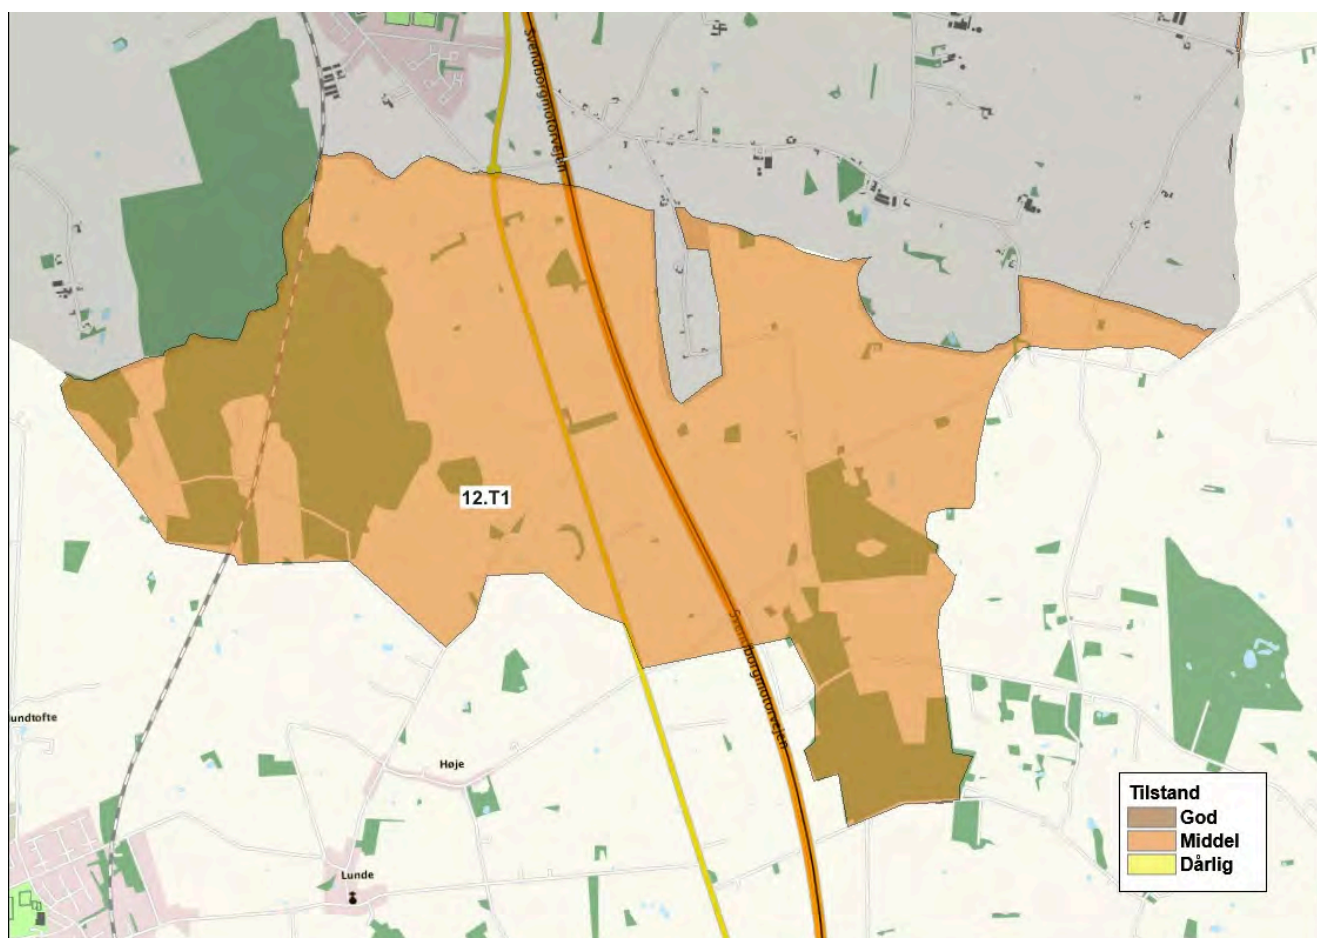 Svendborgmotorvejen
12.T1
Svendborgmotorvejen
undtofte
Høje
Lunde
Tilstand
God
Middel
Dårlig